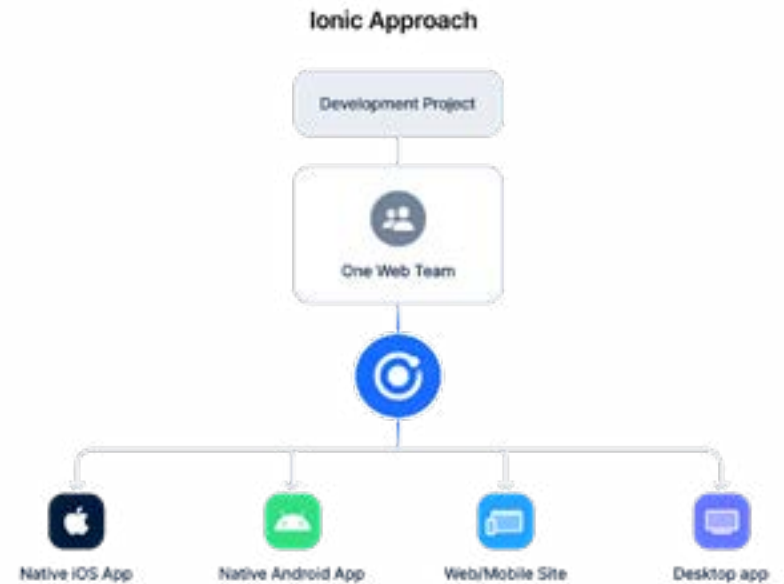 Ionic Approach
Development Project
One Web Team
Native iOS App
Native Android App
Web/Mobile Site
Desktop app